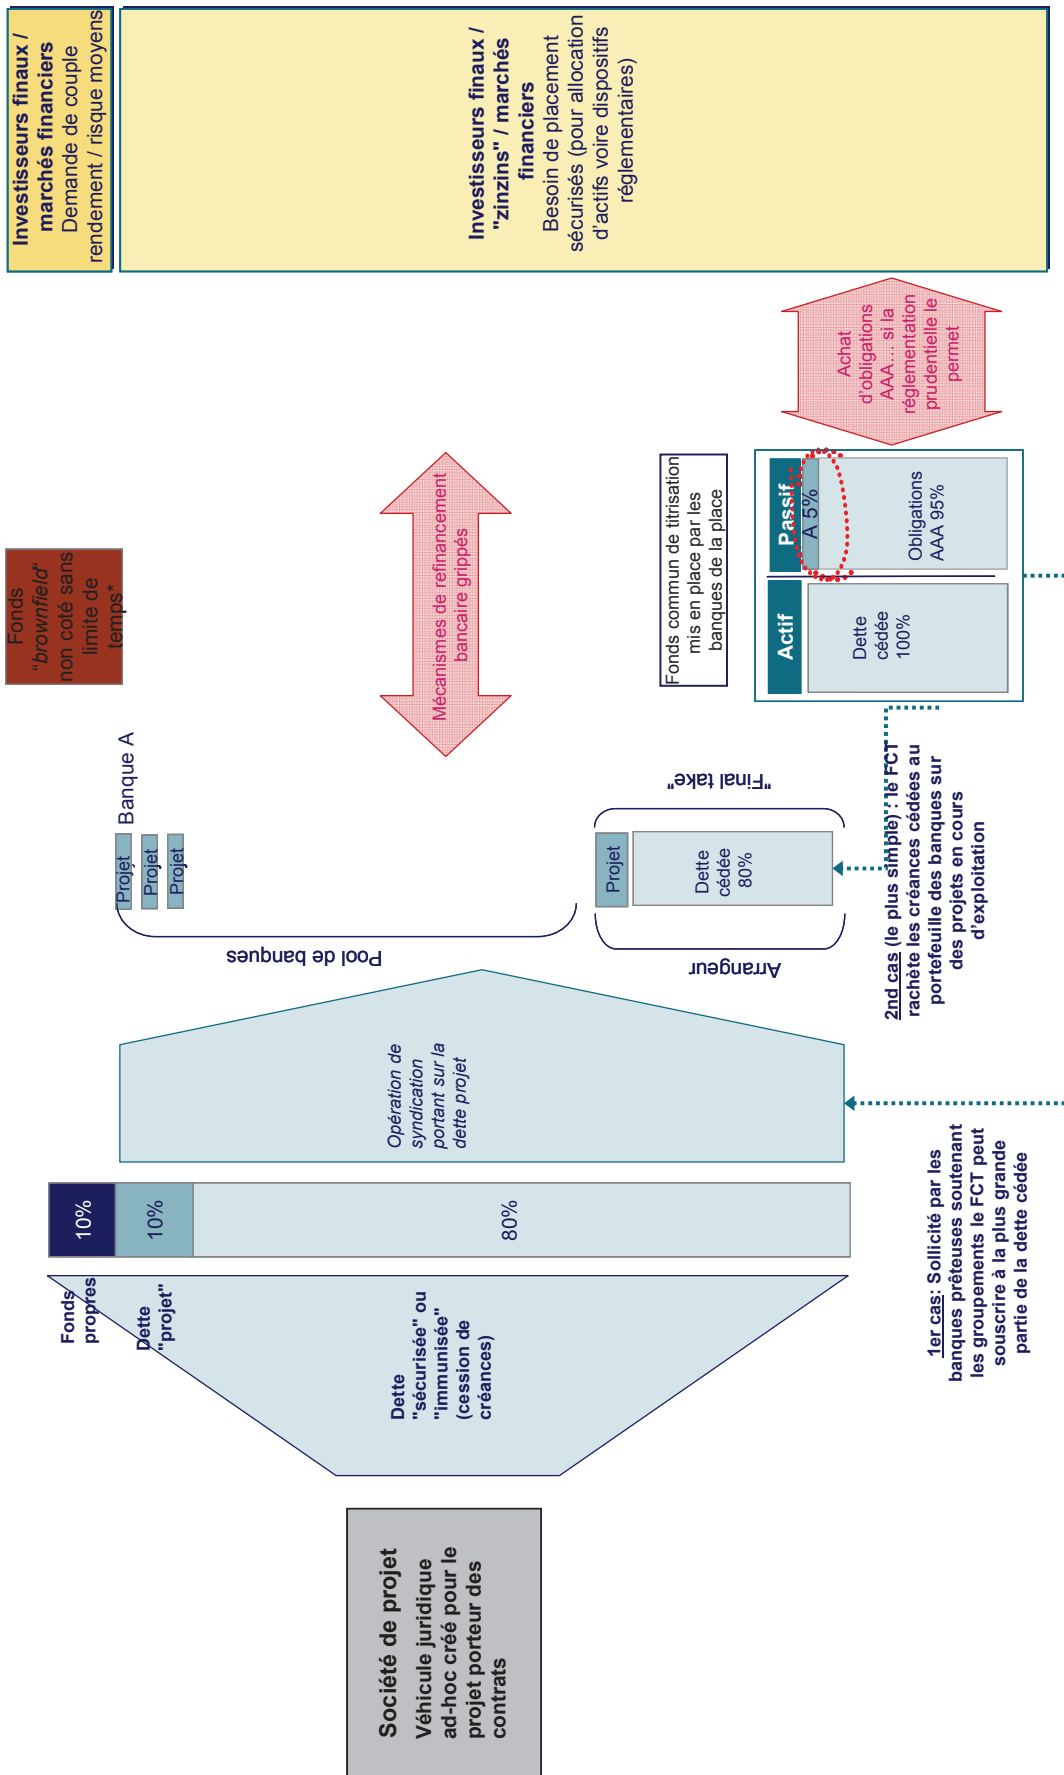 Société de projet
Véhicule juridique
ad-hoc créé pour le
projet porteur des
contrats
Fonds
propres
Dette
"projet"
Dette
"sécurisée" ou
"immunisée"
(cession de
créances)
10%
10%
80%
Opération de
syndication
portant sur la
dette projet
1er cas: Sollicité par les
banques prêteuses soutenant
les groupements le FCT peut
souscrire à la plus grande
partie de la dette cédée
Pool de banques
Projet
Projet
Projet
Banque A
Arrangeur
Projet
Dette
cédée
80%
"Final take"
2nd cas (le plus simple) : le FCT
rachète les créances cédées au
portefeuille des banques sur
des projets en cours
d'exploitation
Fonds
"brownfield"
non coté sans
limite de
temps*
Mécanismes de refinancement
bancaire grippés
Fonds commun de titrisation
mis en place par les
banques de la place
Actif
Passif
Dette
cédée
100%
A 5%
Obligations
AAA 95%
Achat
d'obligations
AAA… si la
réglementation
prudentielle le
permet
Investisseurs finaux /
marchés financiers
Demande de couple
rendement / risque moyens
Investisseurs finaux /
"zinzins" / marchés
financiers
Besoin de placement
sécurisés (pour allocation
d'actifs voire dispositifs
réglementaires)